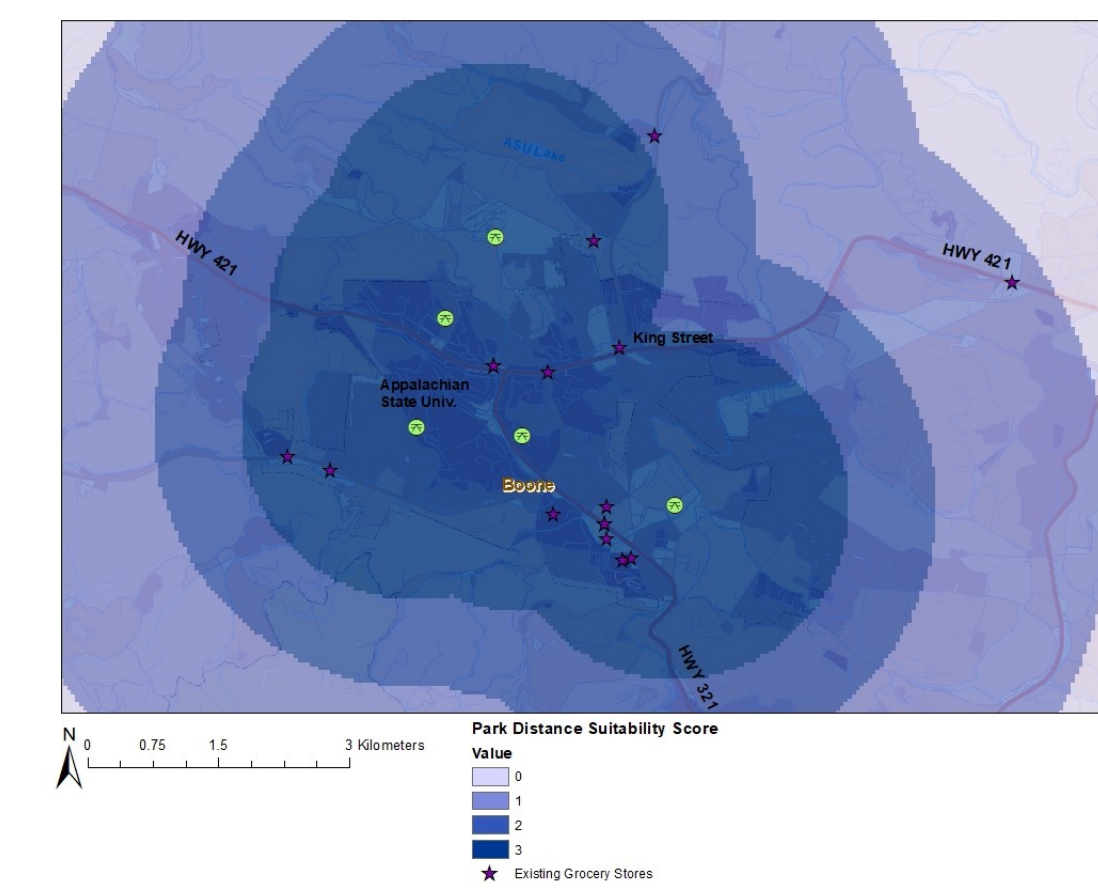 ASU Lake
HWY 421
HWY 421
King Street
Appalachian
State Univ.
Boone
HWY 321
N
0 0.75 1.5 3 Kilometers
Park Distance Suitability Score
Value
0
1
2
3
Existing Grocery Stores